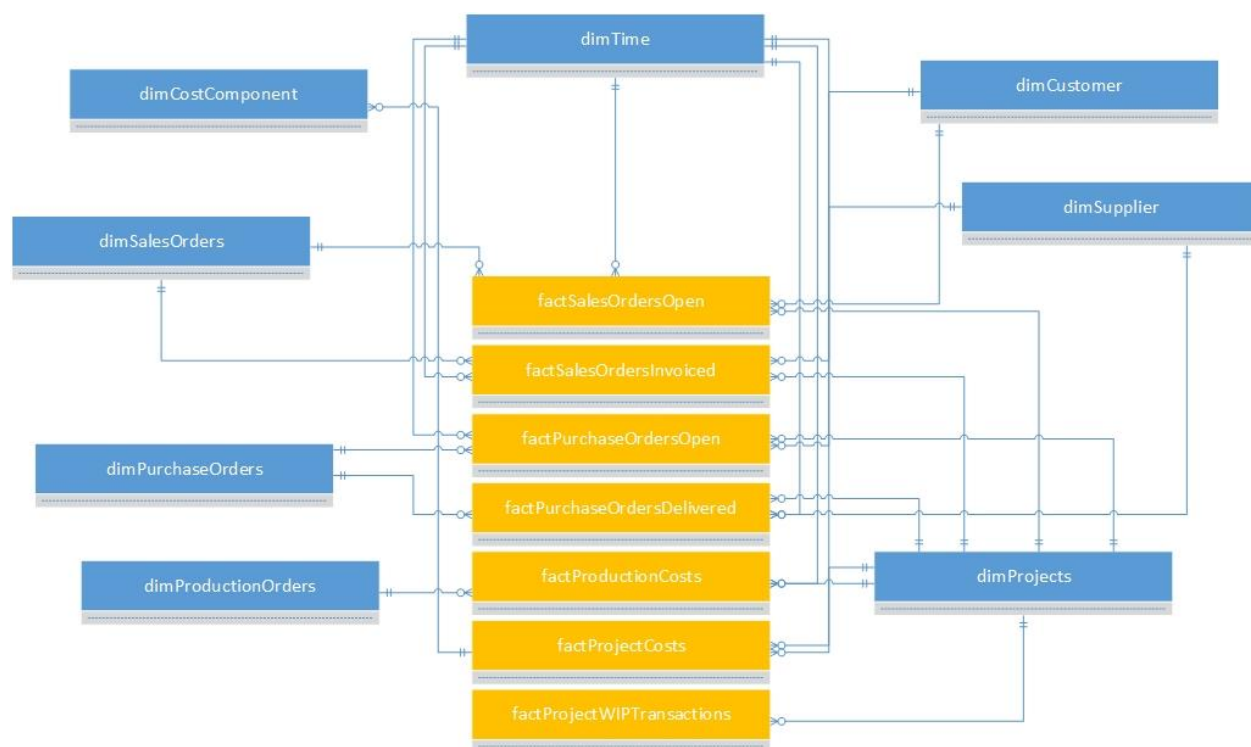 dimTime
dimCostComponent
dimCustomer
dimSupplier
dimSalesOrders
factSalesOrdersOpen
factSalesOrdersInvoiced
factPurchaseOrdersOpen
dimPurchaseOrders
factPurchaseOrdersDelivered
factProductionCosts
dimProjects
dimProductionOrders
factProjectCosts
factProjectWIPTransactions